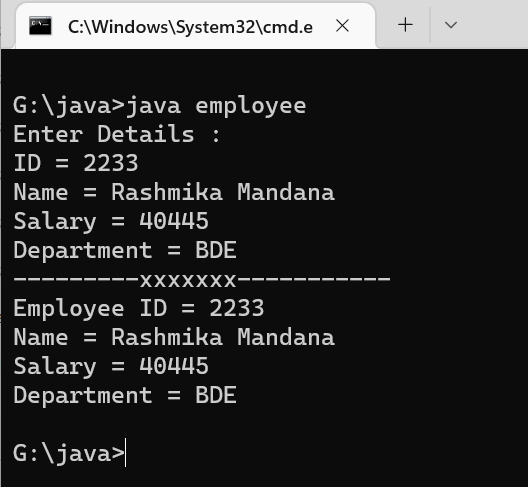 C:\Windows\System32\cmd.e
G:\java>java employee
Enter Details :
ID = 2233
Name = Rashmika Mandana
Salary = 40445
Department = BDE
---------xxxxxxx-----------
Employee ID = 2233
Name = Rashmika Mandana
Salary = 40445
Department = BDE
G:\java>